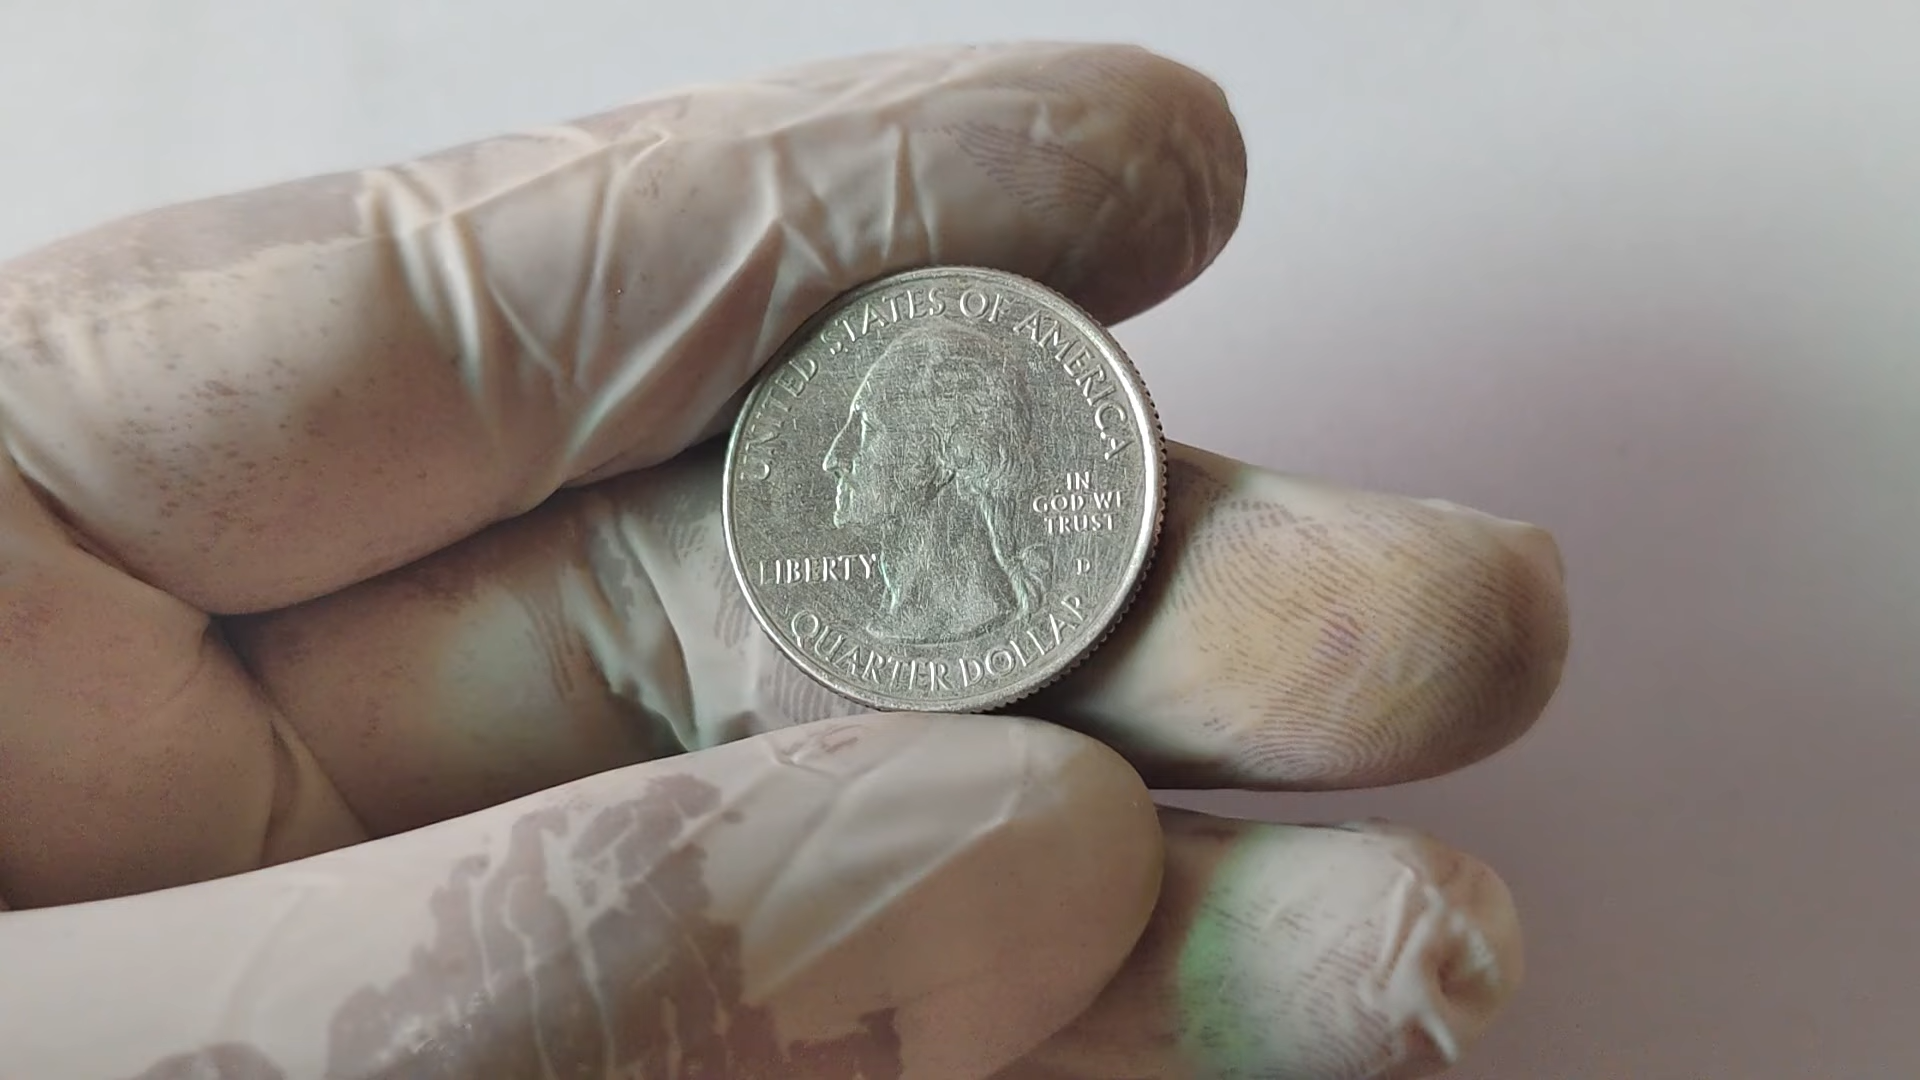 UNITED STATES OF AMERICA
IN
GOD WE
TRUST
LIBERTY
D
QUARTER DOLLAR